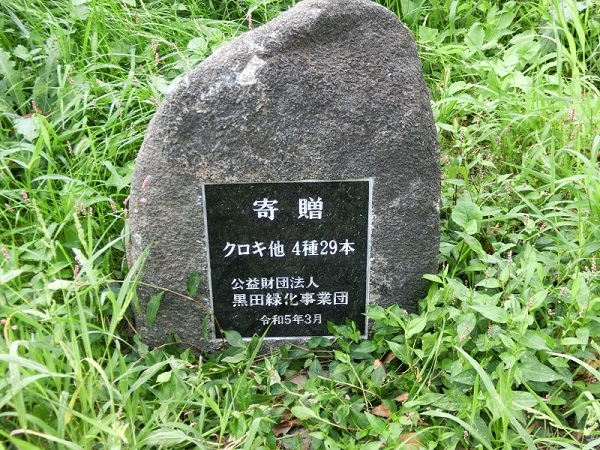 寄贈
クロキ他 4種29本
公益財団法人
黒田緑化事業団
令和5年3月